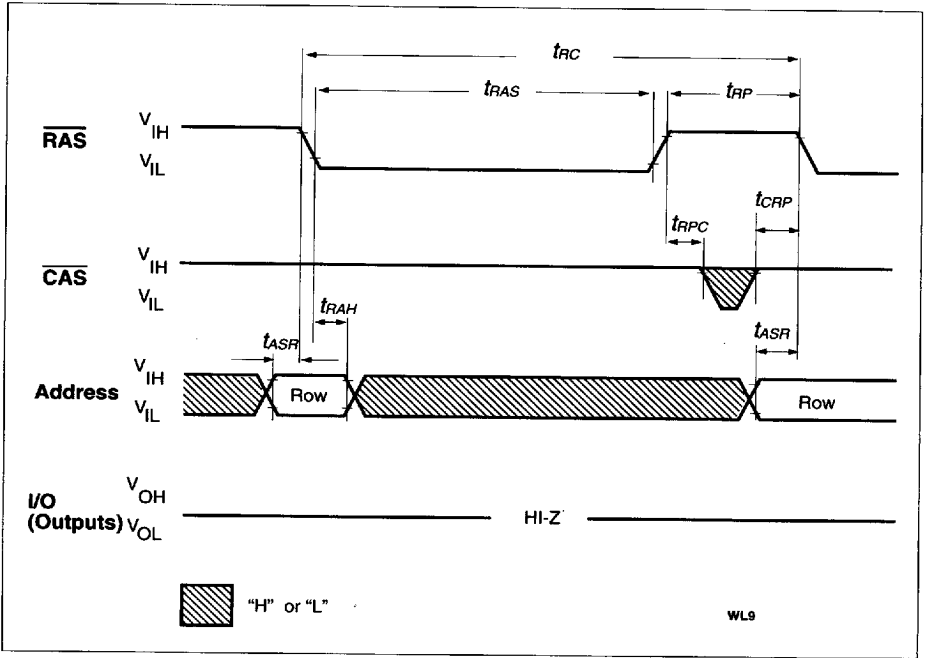 tRC
tRAS
tRP
RAS
VIH
VIL
tRPC
tCRP
CAS
VIH
VIL
tRAH
tASR
tASR
Address
VIH
VIL
Row
Row
I/O
(Outputs)
VOH
VOL
HI-Z
"H" or "L"
WL9